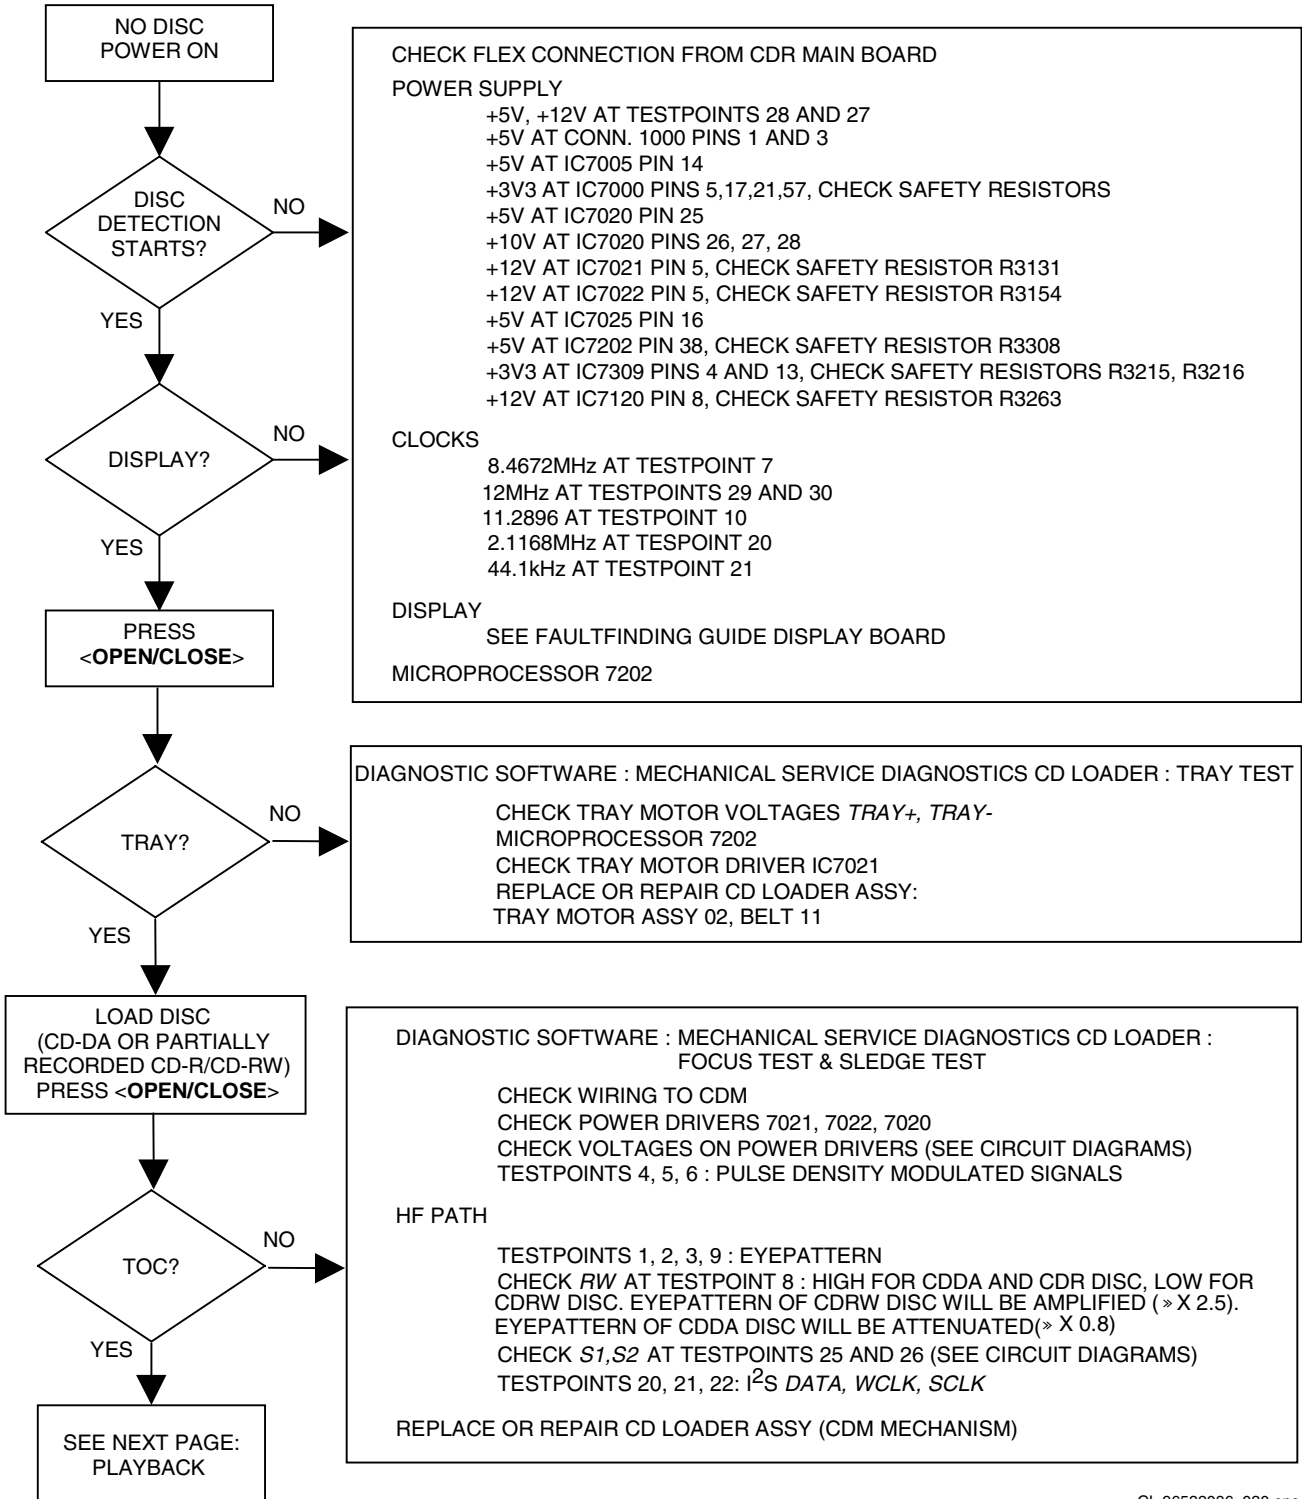 NO DISC
POWER ON
CHECK FLEX CONNECTION FROM CDR MAIN BOARD
POWER SUPPLY
+5V, +12V AT TESTPOINTS 28 AND 27
+5V AT CONN. 1000 PINS 1 AND 3
+5V AT IC7005 PIN 14
+3V3 AT IC7000 PINS 5,17,21,57, CHECK SAFETY RESISTORS
+5V AT IC7020 PIN 25
+10V AT IC7020 PINS 26, 27, 28
+12V AT IC7021 PIN 5, CHECK SAFETY RESISTOR R3131
+12V AT IC7022 PIN 5, CHECK SAFETY RESISTOR R3154
+5V AT IC7025 PIN 16
+5V AT IC7202 PIN 38, CHECK SAFETY RESISTOR R3308
+3V3 AT IC7309 PINS 4 AND 13, CHECK SAFETY RESISTORS R3215, R3216
+12V AT IC7120 PIN 8, CHECK SAFETY RESISTOR R3263
CLOCKS
8.4672MHz AT TESTPOINT 7
12MHz AT TESTPOINTS 29 AND 30
11.2896 AT TESTPOINT 10
2.1168MHz AT TESPOINT 20
44.1kHz AT TESTPOINT 21
DISPLAY
SEE FAULTFINDING GUIDE DISPLAY BOARD
MICROPROCESSOR 7202
DISC
DETECTION
STARTS?
NO
YES
DISPLAY?
NO
YES
PRESS
<OPEN/CLOSE>
TRAY?
NO
YES
DIAGNOSTIC SOFTWARE : MECHANICAL SERVICE DIAGNOSTICS CD LOADER : TRAY TEST
CHECK TRAY MOTOR VOLTAGES TRAY+, TRAY-
MICROPROCESSOR 7202
CHECK TRAY MOTOR DRIVER IC7021
REPLACE OR REPAIR CD LOADER ASSY:
TRAY MOTOR ASSY 02, BELT 11
LOAD DISC
(CD-DA OR PARTIALLY
RECORDED CD-R/CD-RW)
PRESS <OPEN/CLOSE>
TOC?
NO
YES
DIAGNOSTIC SOFTWARE : MECHANICAL SERVICE DIAGNOSTICS CD LOADER :
FOCUS TEST & SLEDGE TEST
CHECK WIRING TO CDM
CHECK POWER DRIVERS 7021, 7022, 7020
CHECK VOLTAGES ON POWER DRIVERS (SEE CIRCUIT DIAGRAMS)
TESTPOINTS 4, 5, 6 : PULSE DENSITY MODULATED SIGNALS
HF PATH
TESTPOINTS 1, 2, 3, 9 : EYEPATTERN
CHECK RW AT TESTPOINT 8 : HIGH FOR CDDA AND CDR DISC, LOW FOR
CDRW DISC. EYEPATTERN OF CDRW DISC WILL BE AMPLIFIED ( » X 2.5).
EYEPATTERN OF CDDA DISC WILL BE ATTENUATED(» X 0.8)
CHECK S1,S2 AT TESTPOINTS 25 AND 26 (SEE CIRCUIT DIAGRAMS)
TESTPOINTS 20, 21, 22: I²S DATA, WCLK, SCLK
REPLACE OR REPAIR CD LOADER ASSY (CDM MECHANISM)
SEE NEXT PAGE:
PLAYBACK